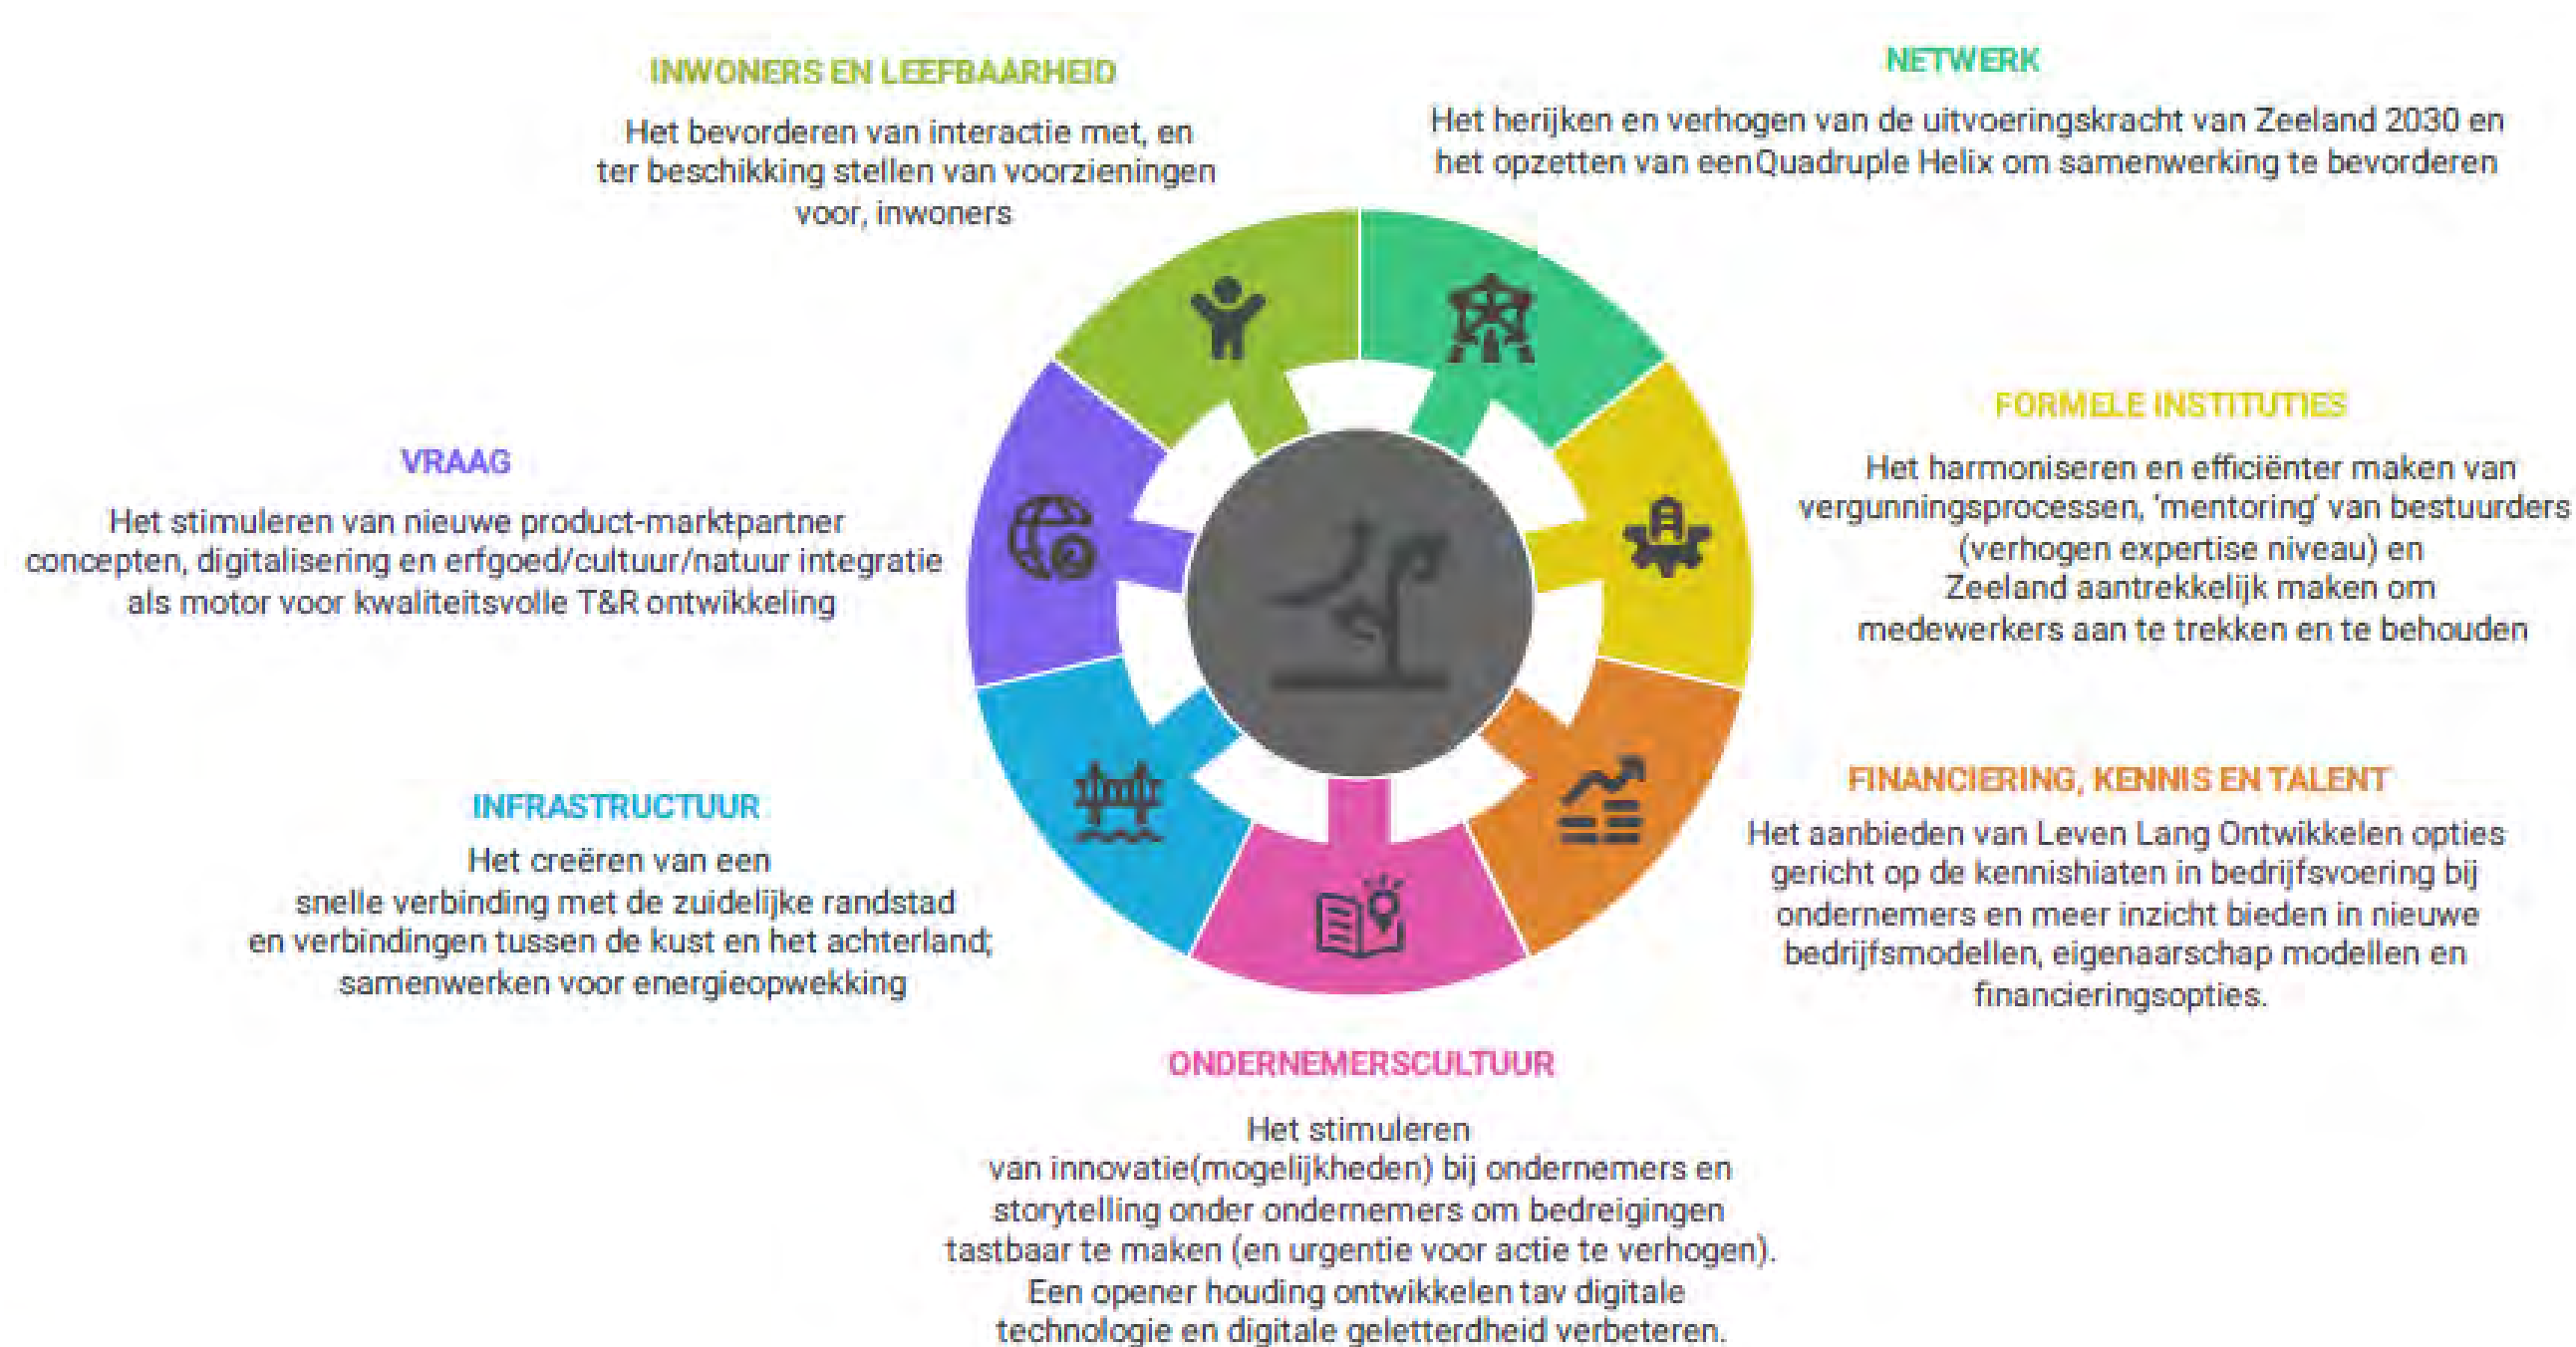 INWONERS EN LEEFBAARHEID
Het bevorderen van interactie met, en
ter beschikking stellen van voorzieningen
voor, inwoners
NETWERK
Het herijken en verhogen van de uitvoeringskracht van Zeeland 2030 en
het opzetten van een Quadruple Helix om samenwerking te bevorderen
FORMELE INSTITUTIES
Het harmoniseren en efficiënter maken van
vergunningsprocessen, 'mentoring' van bestuurders
(verhogen expertise niveau) en
Zeeland aantrekkelijk maken om
medewerkers aan te trekken en te behouden
VRAAG
Het stimuleren van nieuwe product-marktpartner
concepten, digitalisering en erfgoed/cultuur/natuur integratie
als motor voor kwaliteitsvolle T&R ontwikkeling
FINANCIERING, KENNIS EN TALENT
Het aanbieden van Leven Lang Ontwikkelen opties
gericht op de kennishiaten in bedrijfsvoering bij
ondernemers en meer inzicht bieden in nieuwe
bedrijfsmodellen, eigenaarschap modellen en
financieringsopties.
INFRASTRUCTUUR
Het creëren van een
snelle verbinding met de zuidelijke randstad
en verbindingen tussen de kust en het achterland;
samenwerken voor energieopwekking
ONDERNEMERSCULTUUR
Het stimuleren
van innovatie(mogelijkheden) bij ondernemers en
storytelling onder ondernemers om bedreigingen
tastbaar te maken (en urgentie voor actie te verhogen).
Een opener houding ontwikkelen tav digitale
technologie en digitale geletterdheid verbeteren.